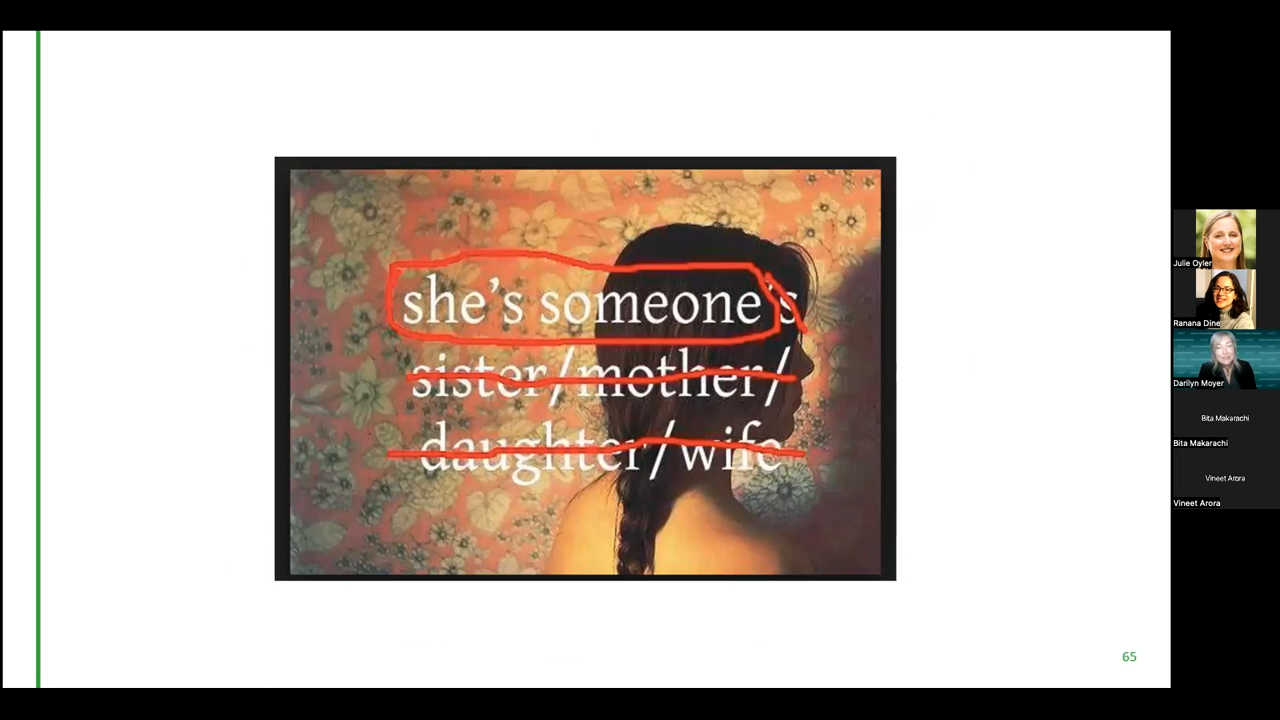 she's someone's
sister/mother/
daughter/wife
65
Julie Oyler
Ranana Dine
Darilyn Moyer
Bita Makarachi
Bita Makarachi
Vineet Arora
Vineet Arora